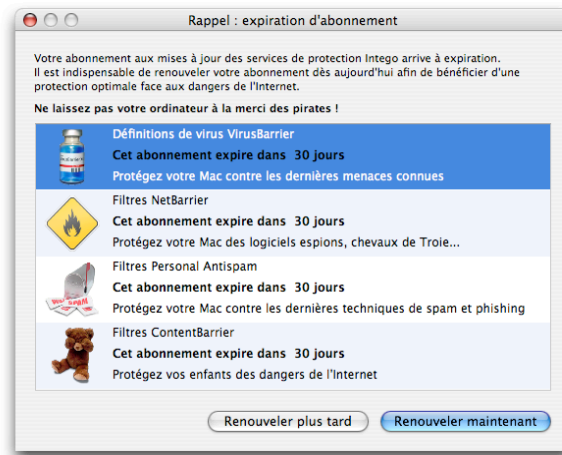 Rappel : expiration d'abonnement
Votre abonnement aux mises à jour des services de protection Intego arrive à expiration.
Il est indispensable de renouveler votre abonnement dès aujourd'hui afin de bénéficier d'une
protection optimale face aux dangers de l'Internet.
Ne laissez pas votre ordinateur à la merci des pirates !
Définitions de virus VirusBarrier
Cet abonnement expire dans 30 jours
Protégez votre Mac contre les dernières menaces connues
Filtres NetBarrier
Cet abonnement expire dans 30 jours
Protégez votre Mac des logiciels espions, chevaux de Troie...
Filtres Personal Antispam
Cet abonnement expire dans 30 jours
Protégez votre Mac contre les dernières techniques de spam et phishing
Filtres ContentBarrier
Cet abonnement expire dans 30 jours
Protégez vos enfants des dangers de l'Internet
Renouveler plus tard
Renouveler maintenant